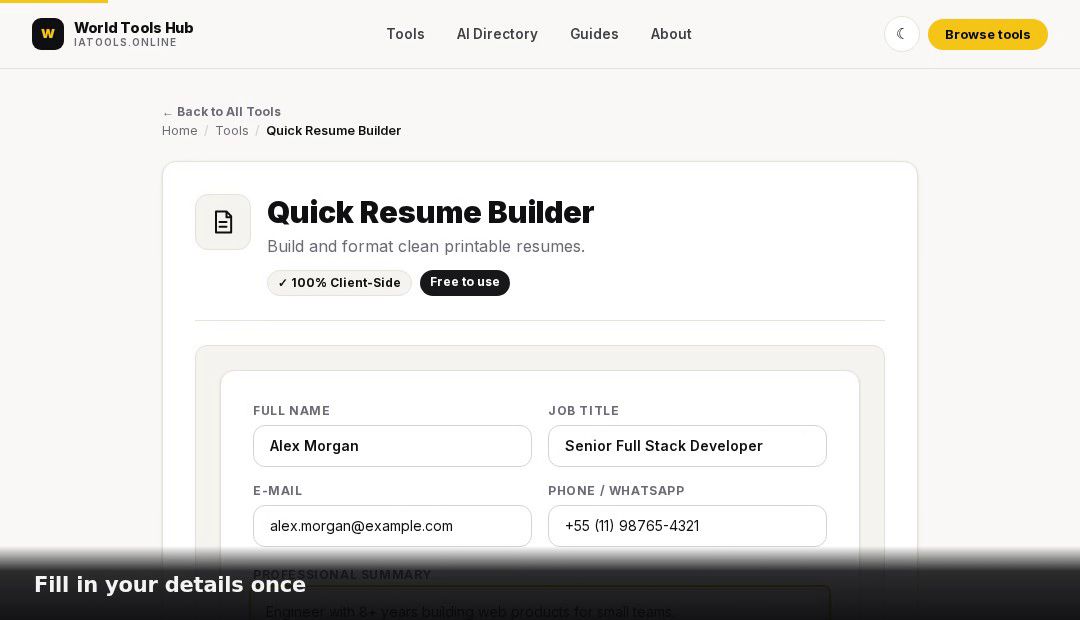 W
World Tools Hub
IATOOLS.ONLINE
Tools
AI Directory
Guides
About
☾
Browse tools
← Back to All Tools
Home / Tools / Quick Resume Builder
Quick Resume Builder
Build and format clean printable resumes.
✓ 100% Client-Side
Free to use
FULL NAME
Alex Morgan
JOB TITLE
Senior Full Stack Developer
E-MAIL
alex.morgan@example.com
PHONE / WHATSAPP
+55 (11) 98765-4321
PROFESSIONAL SUMMARY
Engineer with 8+ years building web products for small teams.
Fill in your details once